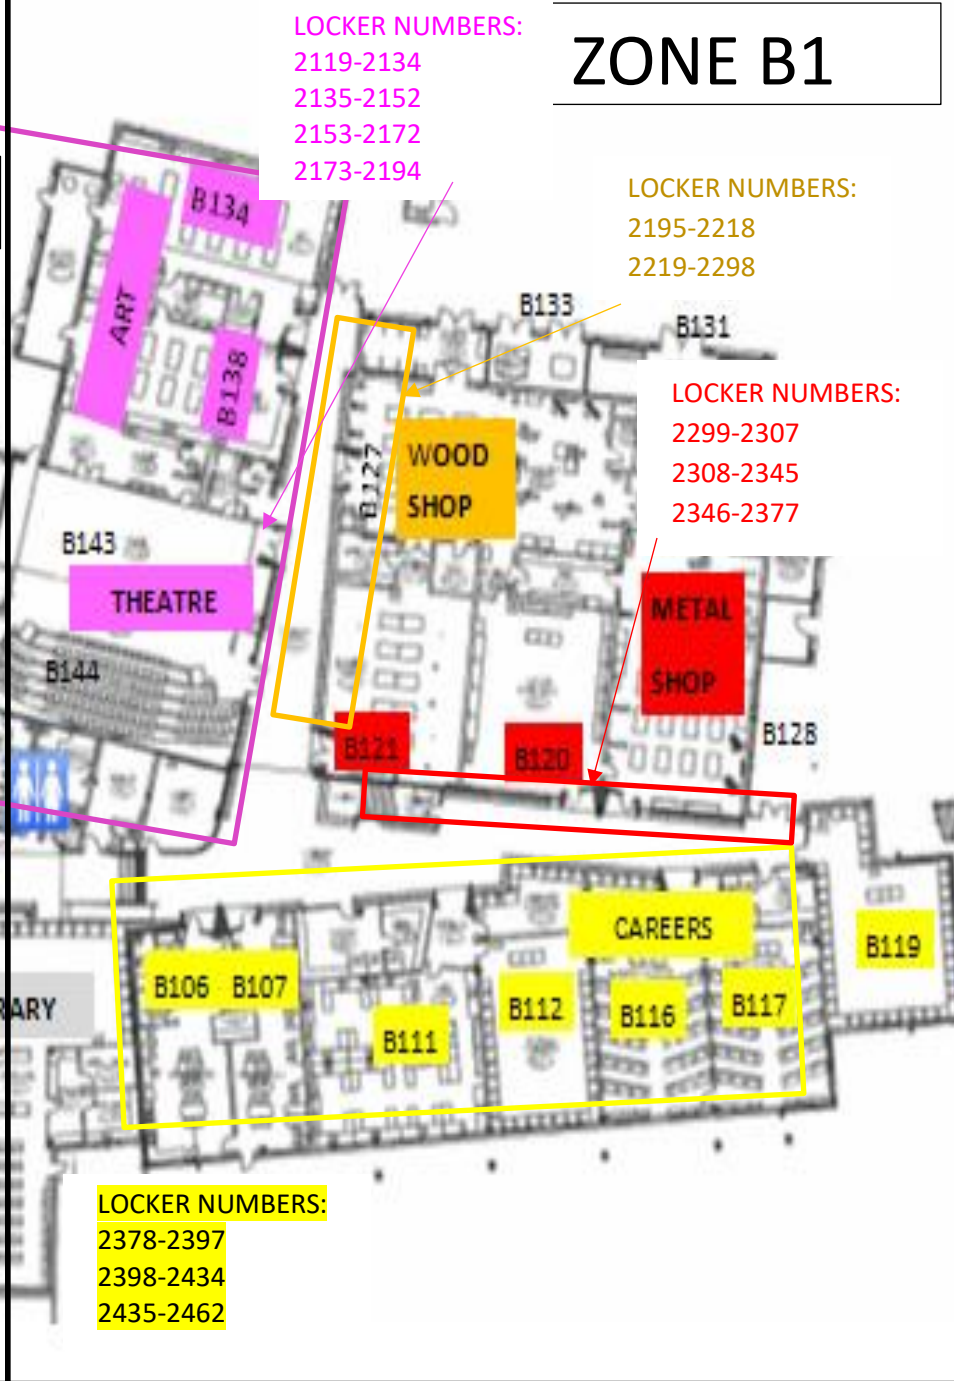 LOCKER NUMBERS:
2119-2134
2135-2152
2153-2172
2173-2194
ZONE B1
LOCKER NUMBERS:
2195-2218
2219-2298
B134
ART
B138
B133
B131
LOCKER NUMBERS:
2299-2307
2308-2345
2346-2377
B127
WOOD
SHOP
B143
THEATRE
METAL
SHOP
B144
B121
B120
B128
CAREERS
B119
B106 B107
B112
B116
B117
B111
RARY
LOCKER NUMBERS:
2378-2397
2398-2434
2435-2462